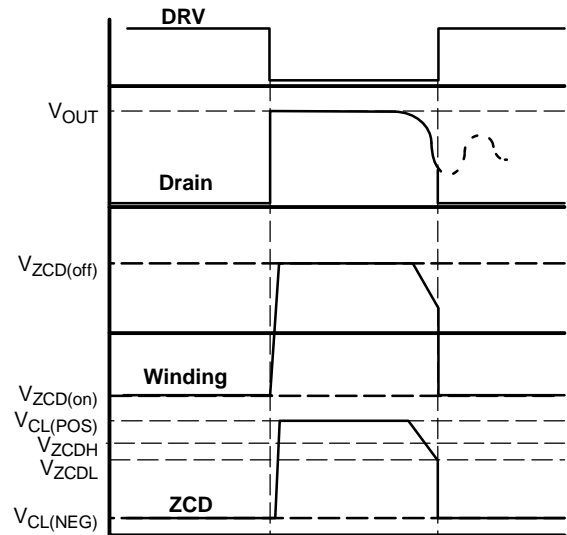 DRV
VOUT
Drain
VZCD(off)
Winding
VZCD(on)
VCL(POS)
VZCDH
VZCDL
ZCD
VCL(NEG)